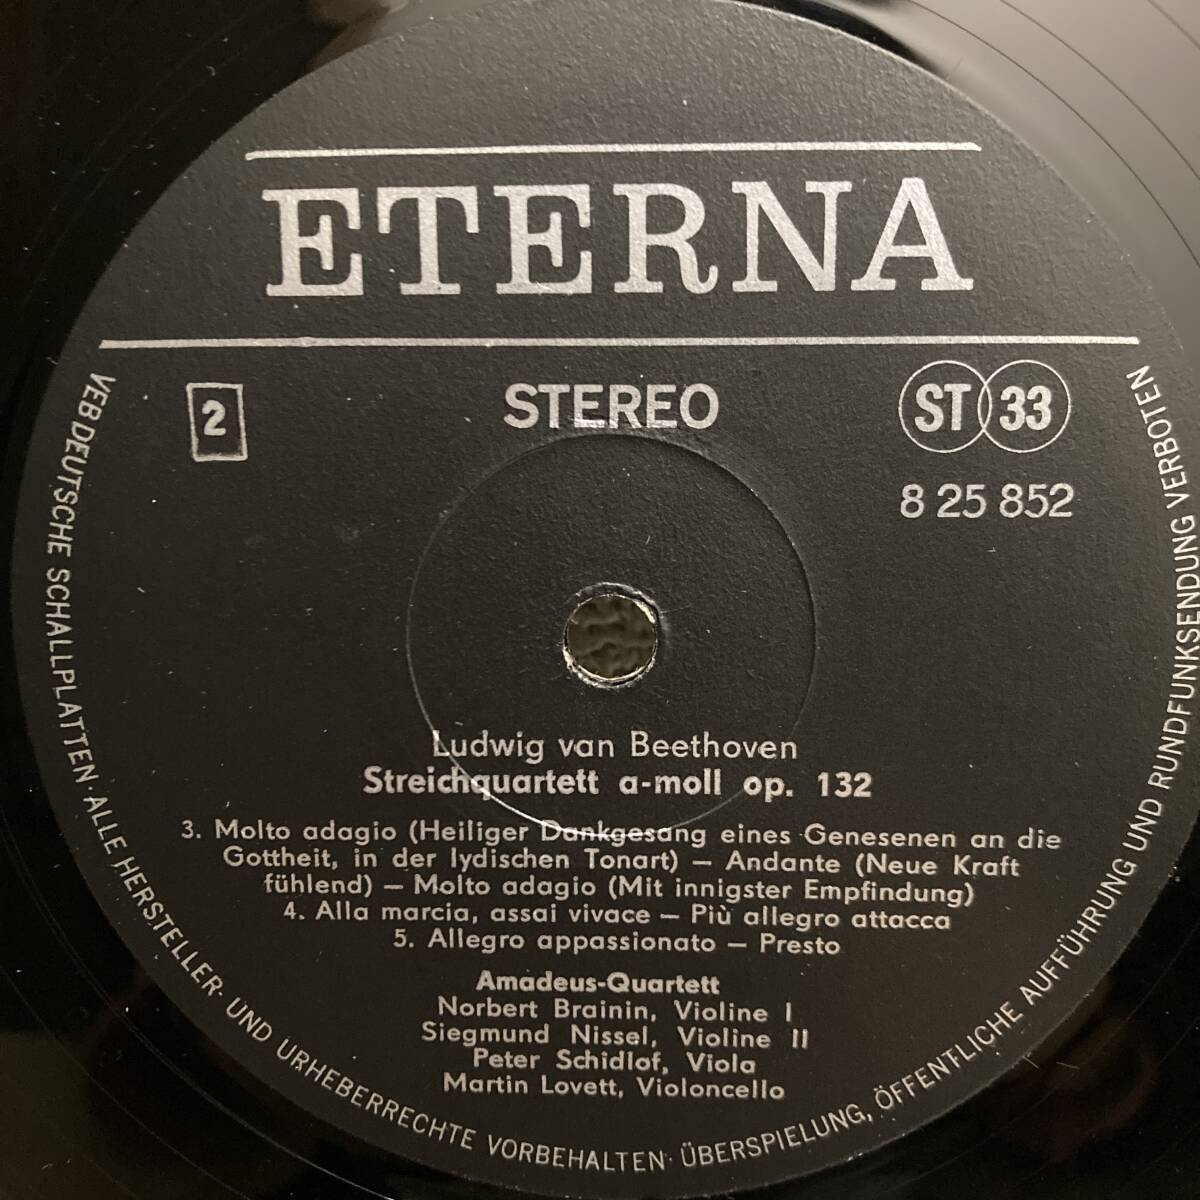 ETERNA
2
STEREO
ST 33
8 25 852
Ludwig van Beethoven
Streichquartett a-moll op. 132
3. Molto adagio (Heiliger Dankgesang eines Genesenen an die
Gottheit, in der lydischen Tonart) – Andante (Neue Kraft
fühlend) – Molto adagio (Mit innigster Empfindung)
4. Alla marcia, assai vivace – Più allegro attacca
5. Allegro appassionato – Presto
Amadeus-Quartett
Norbert Brainin, Violine I
Siegmund Nissel, Violine II
Peter Schidlof, Viola
Martin Lovett, Violoncello
VEB DEUTSCHE SCHALLPLATTEN · ALLE HERSTELLER- UND URHEBERRECHTE VORBEHALTEN · ÜBERSPIELUNG, ÖFFENTLICHE AUFFÜHRUNG UND RUNDFUNKSENDUNG VERBOTEN